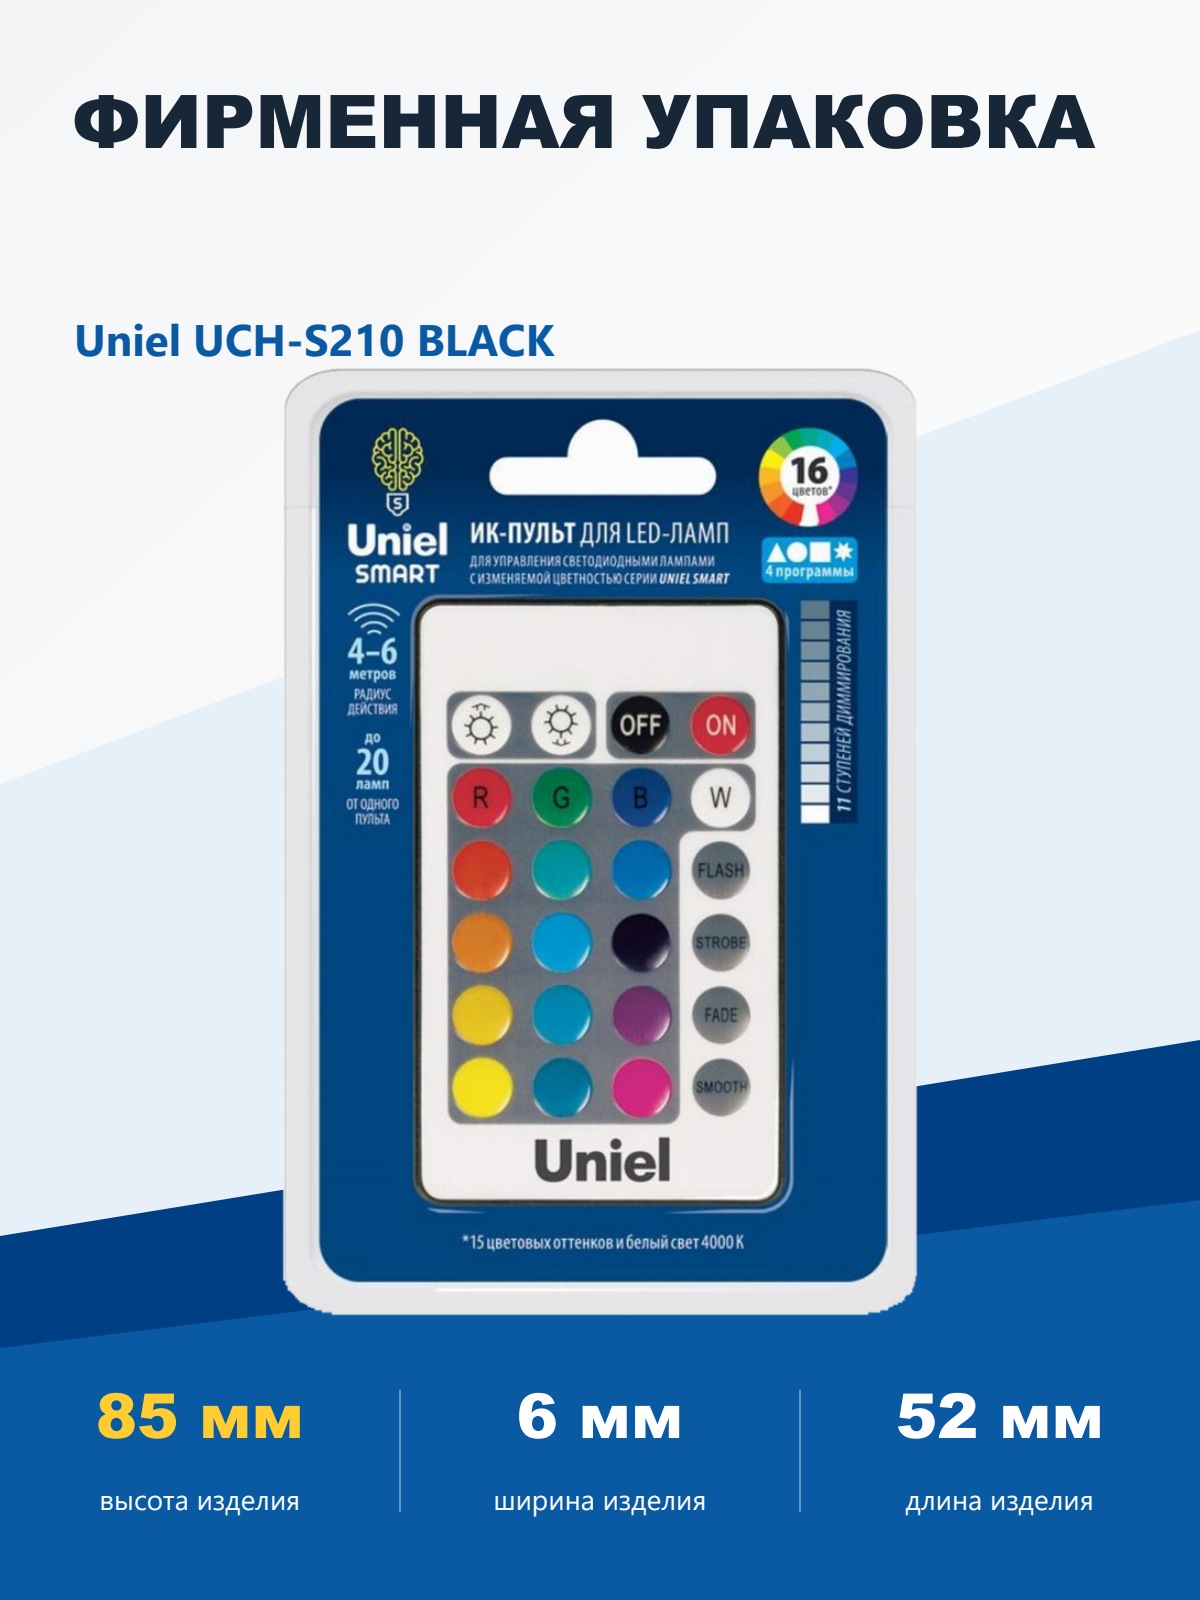 ФИРМЕННАЯ УПАКОВКА
Uniel UCH-S210 BLACK
S
Uniel
SMART
ИК-ПУЛЬТ ДЛЯ LED-ЛАМП
ДЛЯ УПРАВЛЕНИЯ СВЕТОДИОДНЫМИ ЛАМПАМИ
С ИЗМЕНЯЕМОЙ ЦВЕТНОСТЬЮ СЕРИИ UNIEL SMART
16
цветов*
4 программы
4–6
метров
РАДИУС
ДЕЙСТВИЯ
до
20
ламп
ОТ ОДНОГО
ПУЛЬТА
11 СТУПЕНЕЙ ДИММИРОВАНИЯ
OFF ON
R G B W
FLASH
STROBE
FADE
SMOOTH
Uniel
*15 цветовых оттенков и белый свет 4000 К
85 мм
высота изделия
6 мм
ширина изделия
52 мм
длина изделия